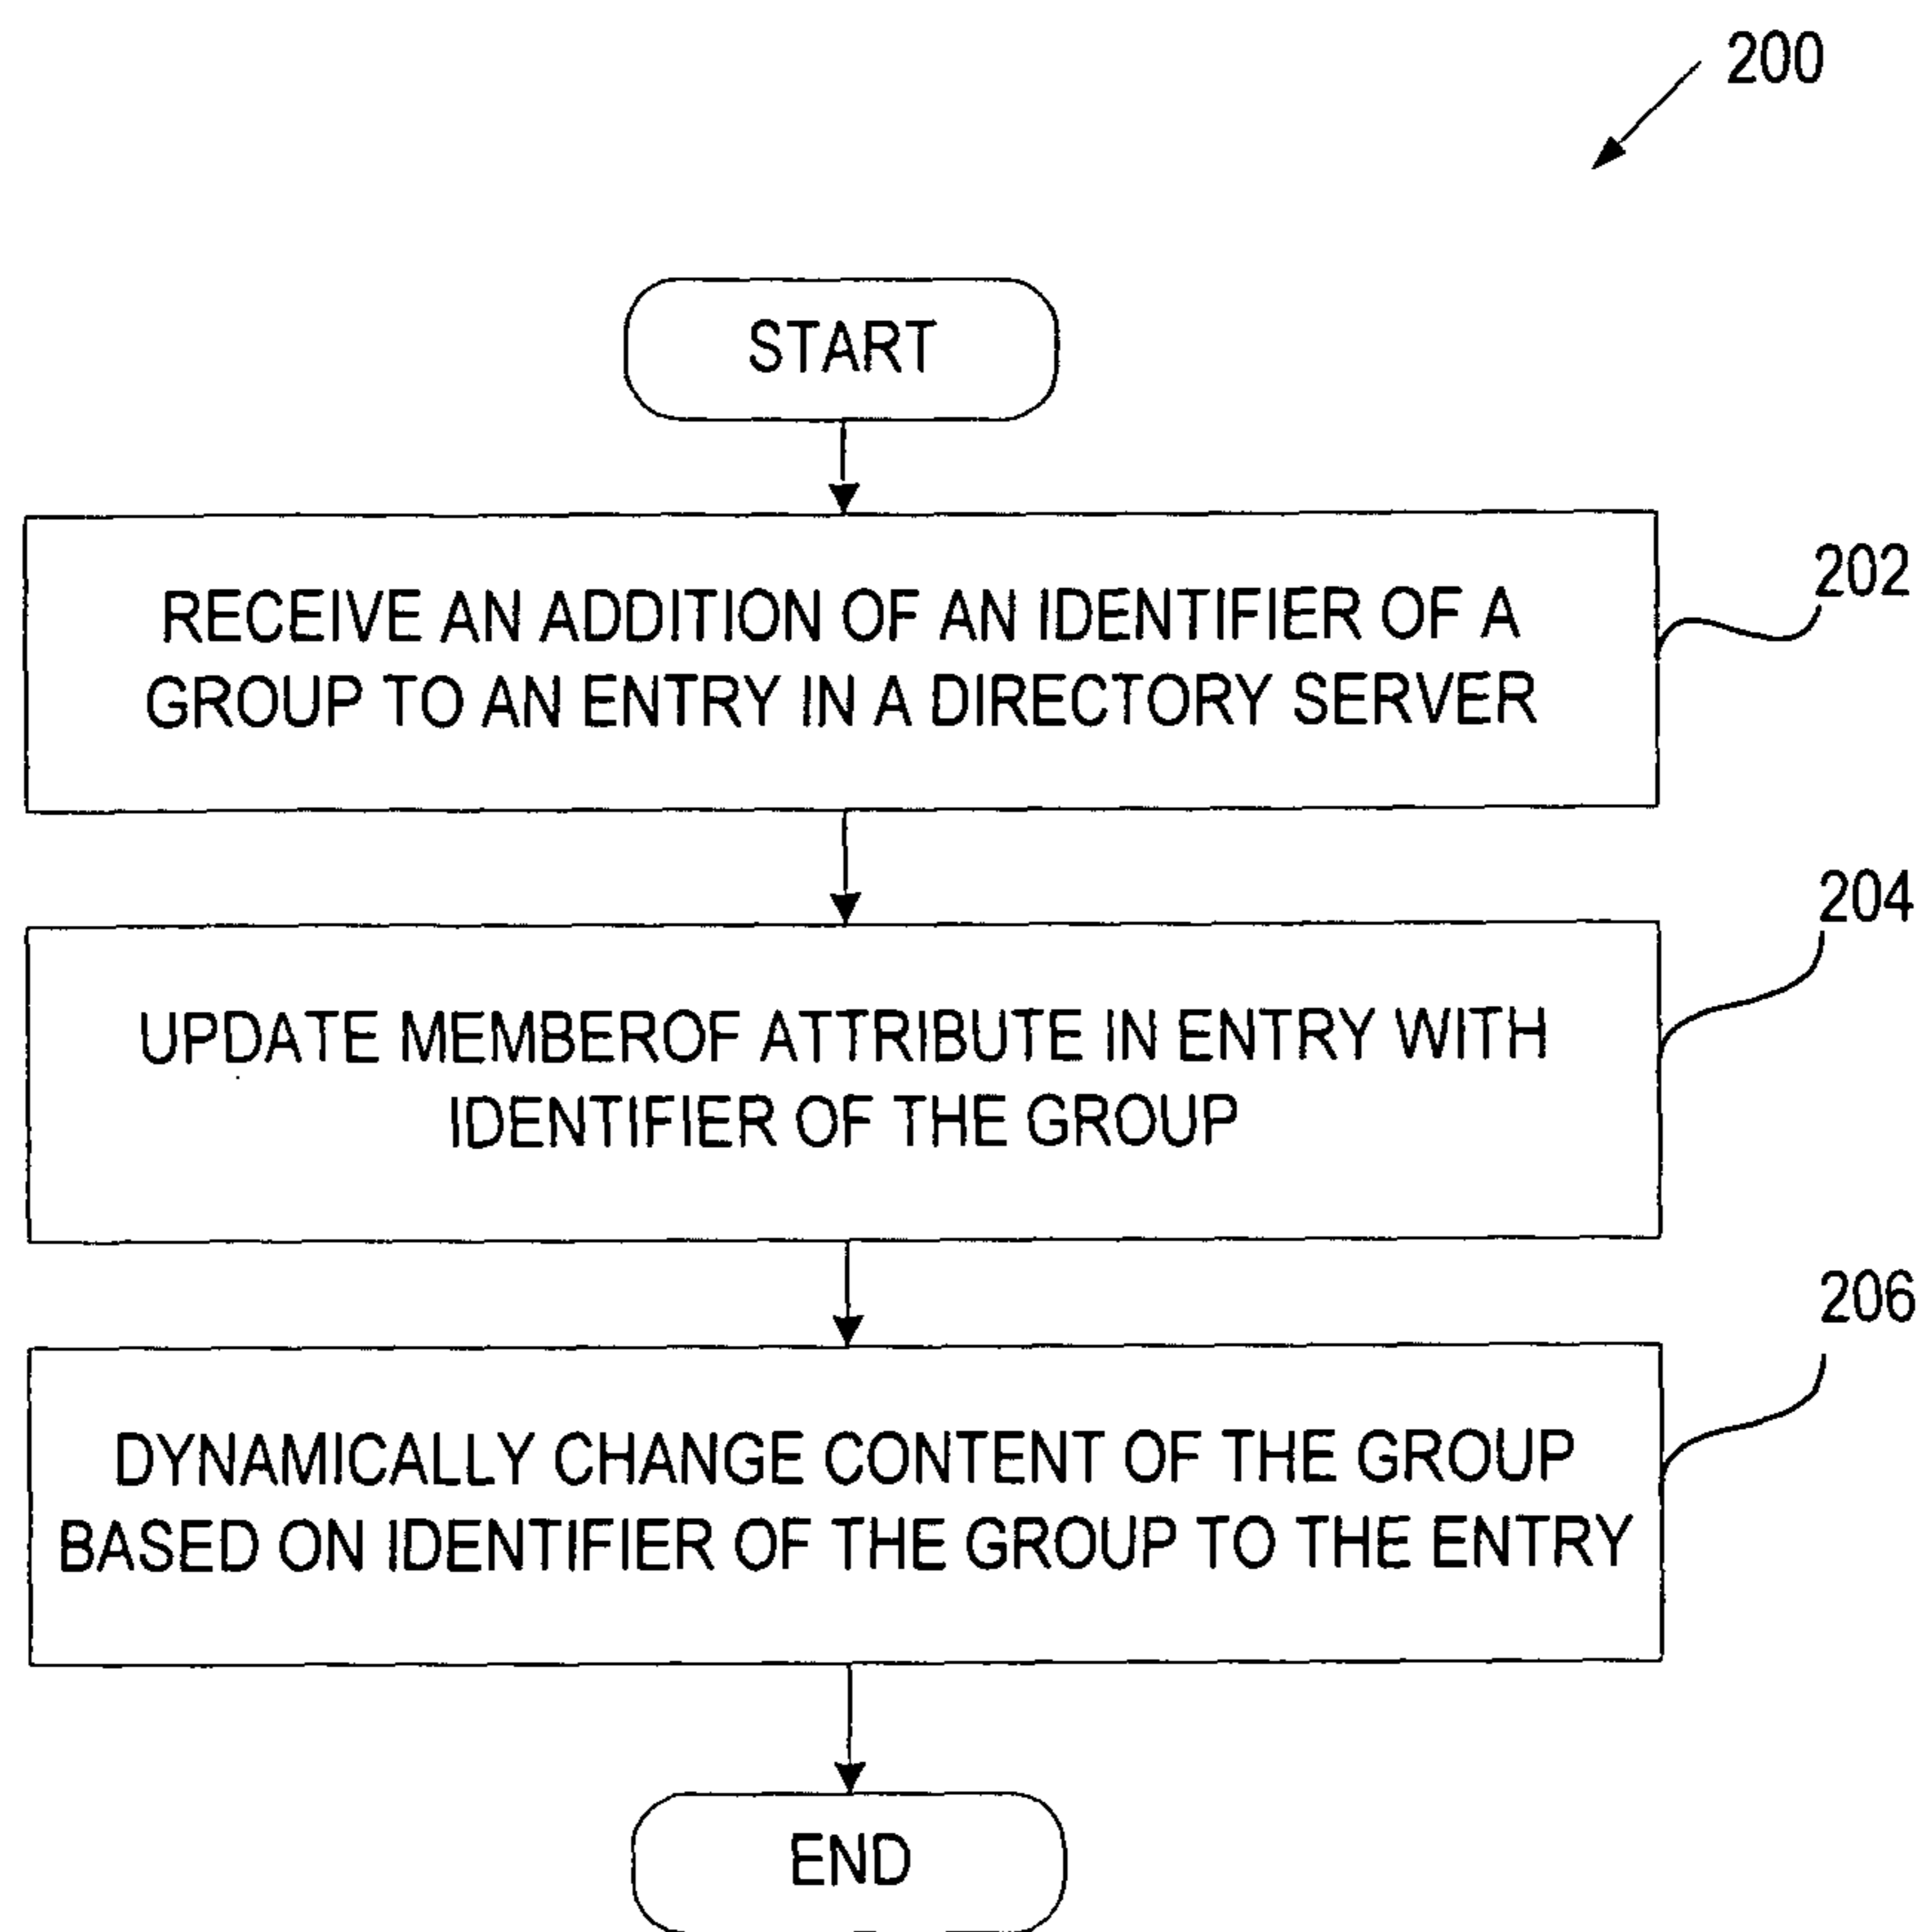 200
START
RECEIVE AN ADDITION OF AN IDENTIFIER OF A
GROUP TO AN ENTRY IN A DIRECTORY SERVER
202
UPDATE MEMBEROF ATTRIBUTE IN ENTRY WITH
IDENTIFIER OF THE GROUP
204
DYNAMICALLY CHANGE CONTENT OF THE GROUP
BASED ON IDENTIFIER OF THE GROUP TO THE ENTRY
206
END